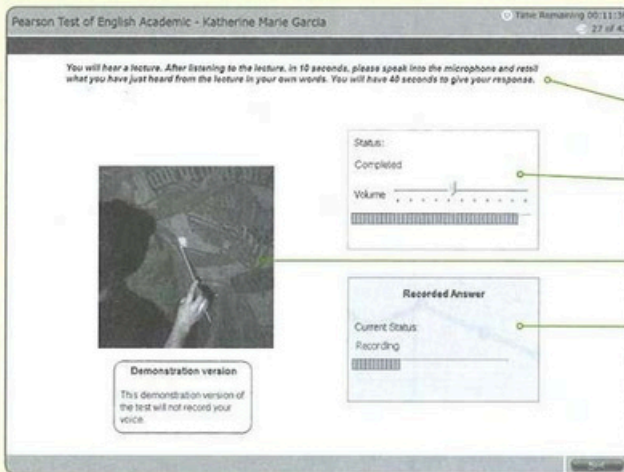 Pearson Test of English Academic - Katherine Marie Garcia
Time Remaining 00:11:
27 of 4
You will hear a lecture. After listening to the lecture, in 10 seconds, please speak into the microphone and retell
what you have just heard from the lecture in your own words. You will have 40 seconds to give your response.
Status:
Completed
Volume
Recorded Answer
Current Status:
Recording
Demonstration version
This demonstration version of
the test will not record your
voice.